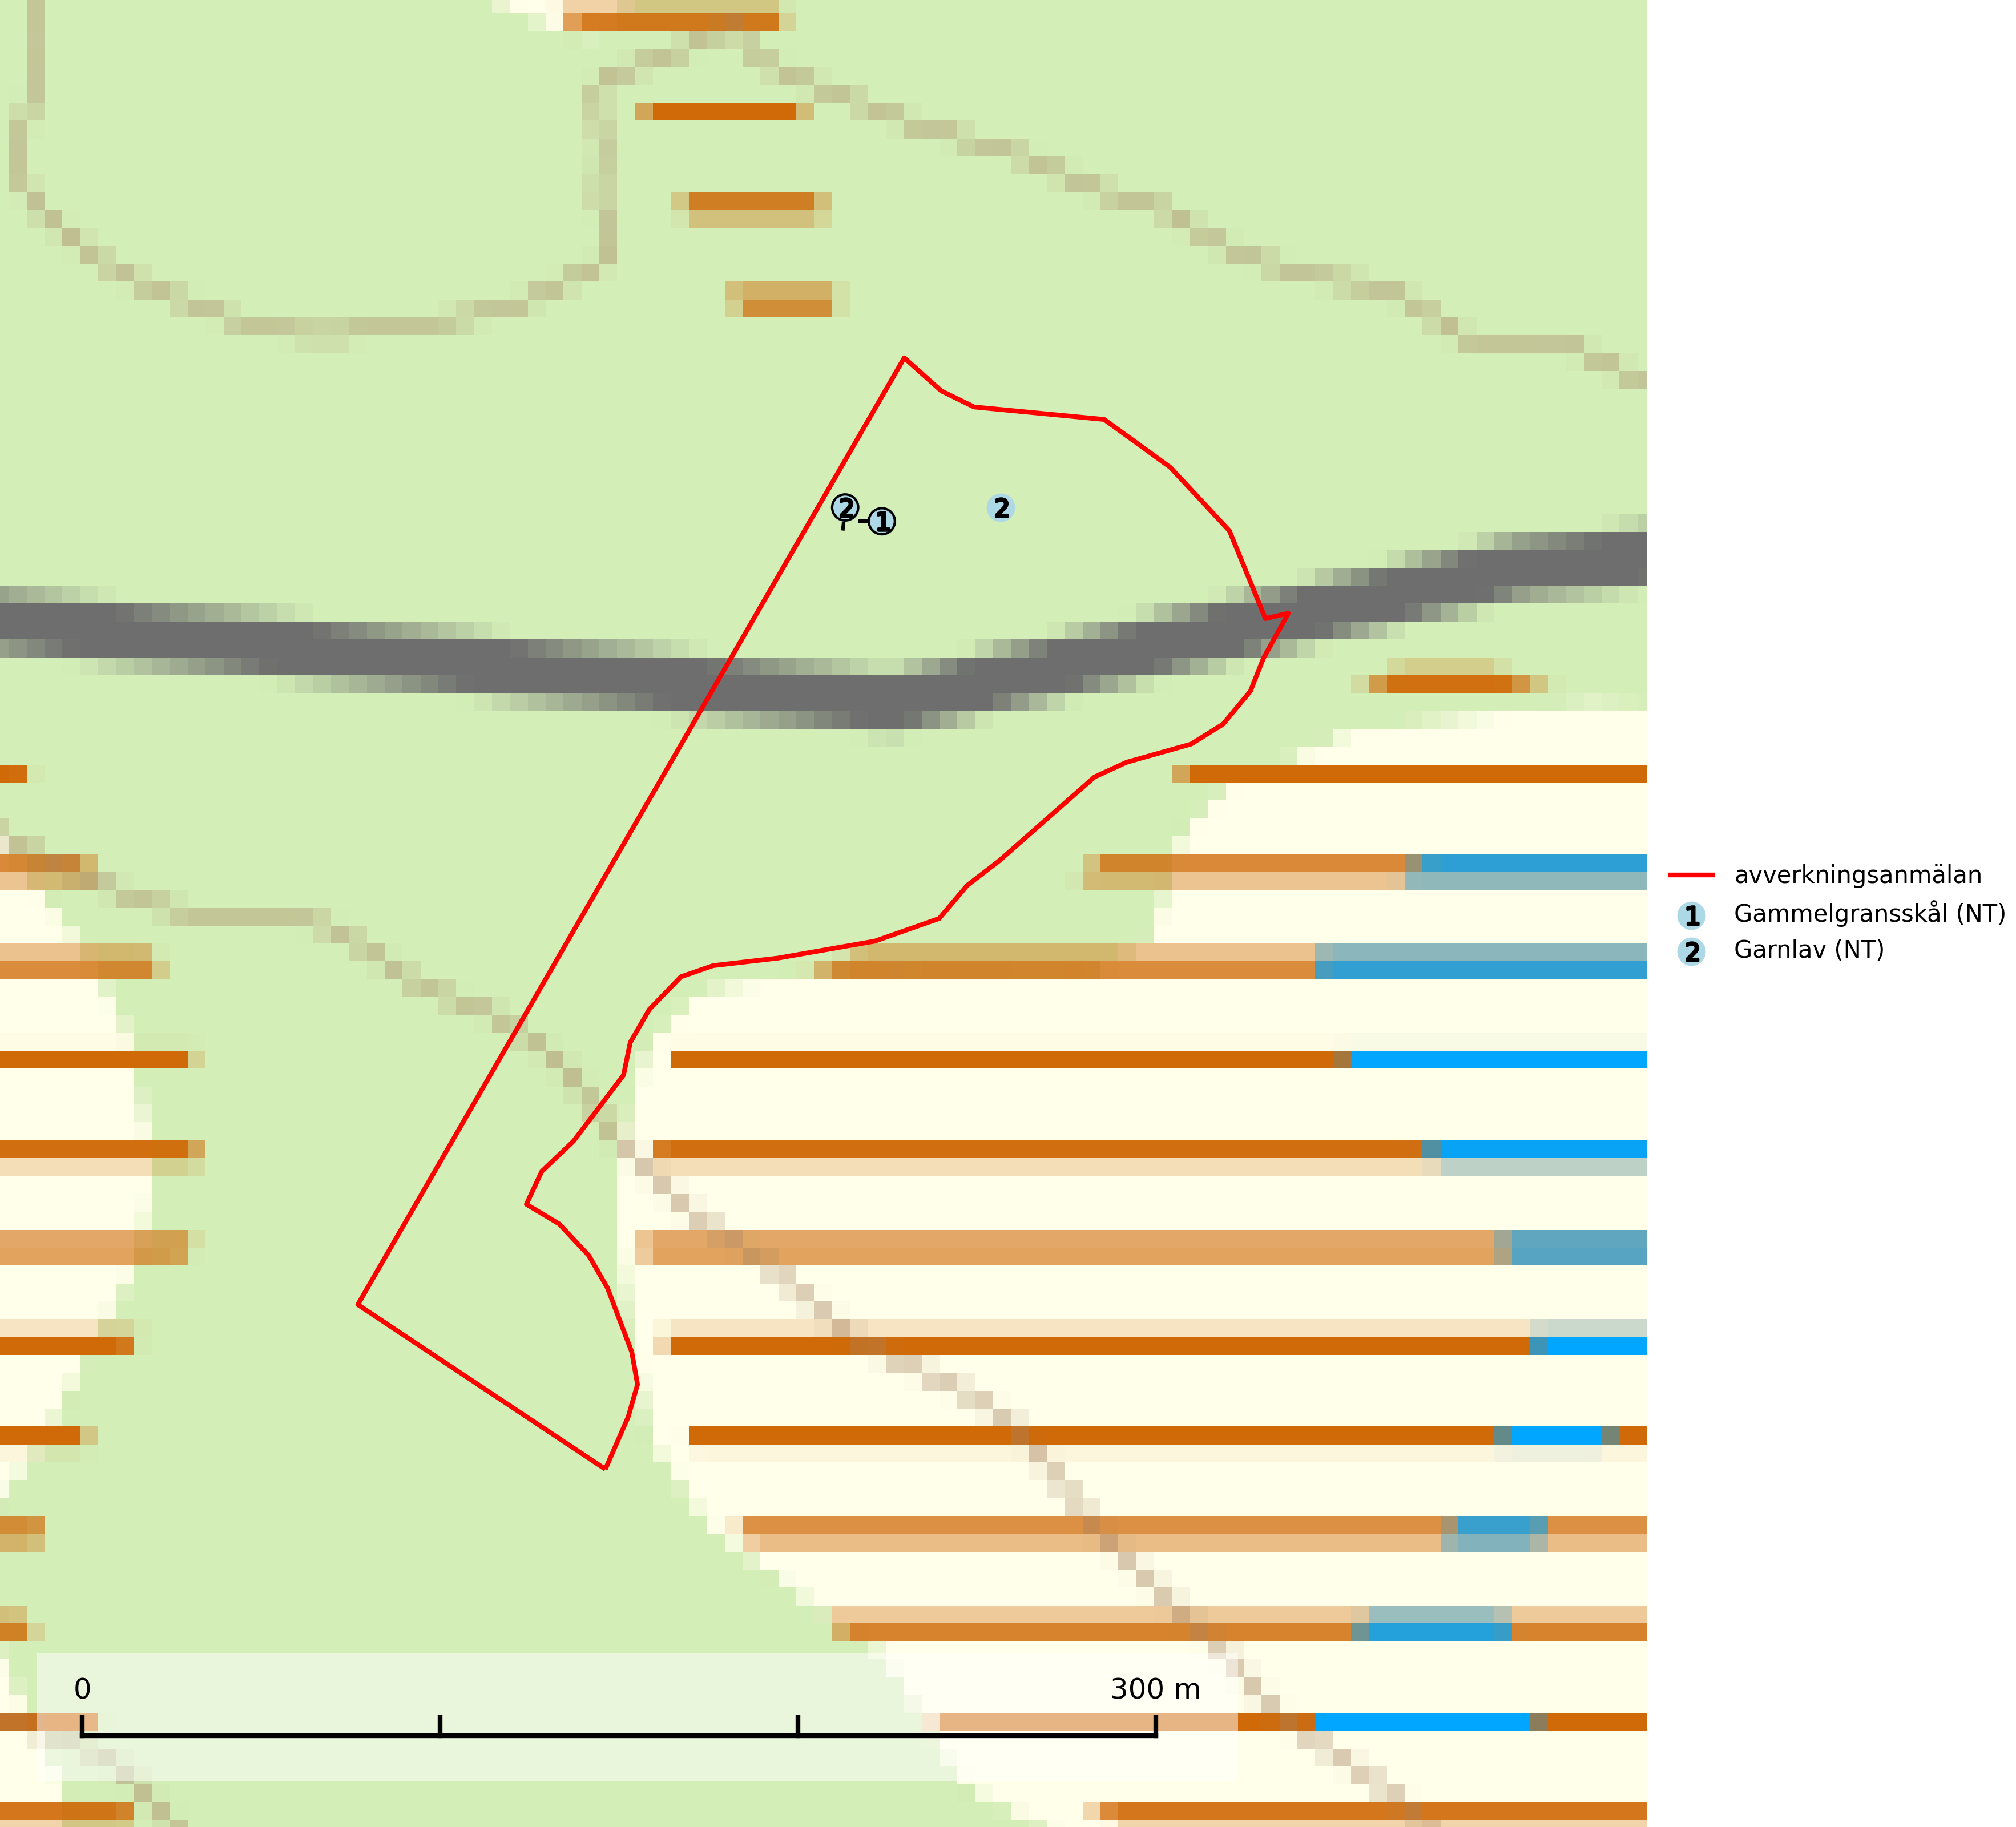 2
1
2
avverkningsanmälan
1 Gammelgransskål (NT)
2 Garnlav (NT)
0
300 m